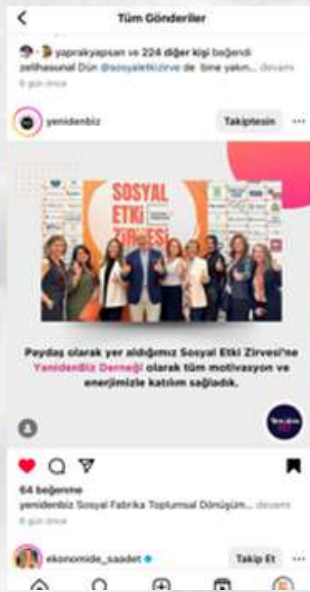 Tüm Gönderiler
yaprakyapsan ve 224 diğer kişi beğendi
zelihasunal Dün @sosyaletkizirve de bine yakın... devamı
6 gün önce
yenidenbiz
Takiptesin
SOSYAL
ETKİ
ZİRVESİ
Paydaş olarak yer aldığımız Sosyal Etki Zirvesi'ne
YenidenBiz Derneği olarak tüm motivasyon ve
enerjimizle katılım sağladık.
64 beğenme
yenidenbiz Sosyal Fabrika Toplumsal Dönüşüm... devamı
6 gün önce
ekonomide_saadet
Takip Et